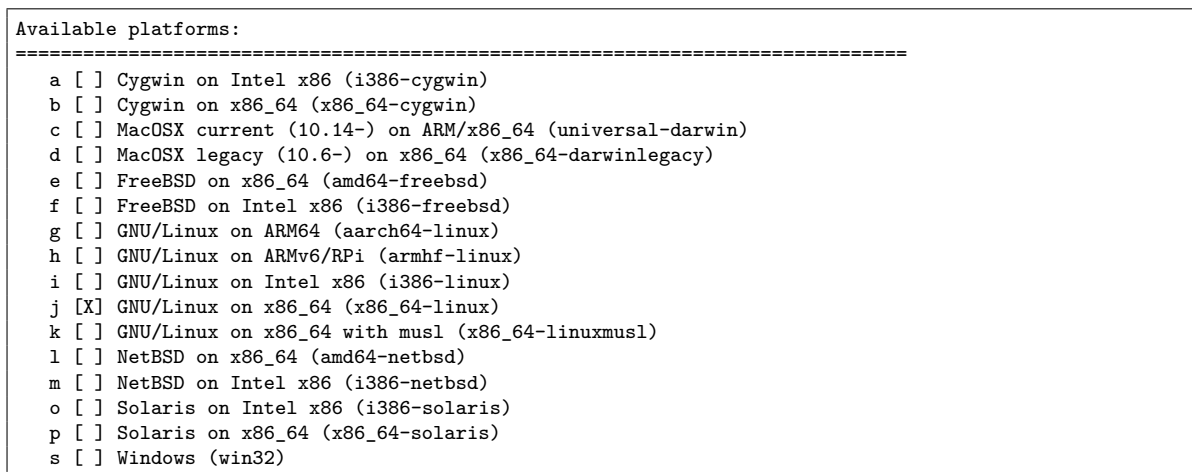 Available platforms:
===============================================================================
a [ ] Cygwin on Intel x86 (i386-cygwin)
b [ ] Cygwin on x86_64 (x86_64-cygwin)
c [ ] MacOSX current (10.14-) on ARM/x86_64 (universal-darwin)
d [ ] MacOSX legacy (10.6-) on x86_64 (x86_64-darwinlegacy)
e [ ] FreeBSD on x86_64 (amd64-freebsd)
f [ ] FreeBSD on Intel x86 (i386-freebsd)
g [ ] GNU/Linux on ARM64 (aarch64-linux)
h [ ] GNU/Linux on ARMv6/RPi (armhf-linux)
i [ ] GNU/Linux on Intel x86 (i386-linux)
j [X] GNU/Linux on x86_64 (x86_64-linux)
k [ ] GNU/Linux on x86_64 with musl (x86_64-linuxmusl)
l [ ] NetBSD on x86_64 (amd64-netbsd)
m [ ] NetBSD on Intel x86 (i386-netbsd)
o [ ] Solaris on Intel x86 (i386-solaris)
p [ ] Solaris on x86_64 (x86_64-solaris)
s [ ] Windows (win32)